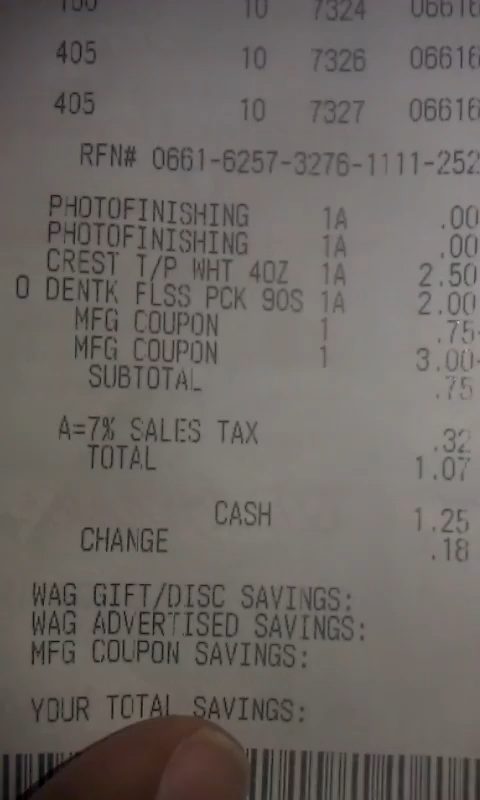 10 7324 06616
405 10 7326 06616
405 10 7327 06616
RFN# 0661-6257-3276-1111-252
PHOTOFINISHING 1A .00
PHOTOFINISHING 1A .00
CREST T/P WHT 4OZ 1A 2.50
O DENTK FLSS PCK 90S 1A 2.00
MFG COUPON 1 .75-
MFG COUPON 1 3.00-
SUBTOTAL .75
A=7% SALES TAX .32
TOTAL 1.07
CASH 1.25
CHANGE .18
WAG GIFT/DISC SAVINGS:
WAG ADVERTISED SAVINGS:
MFG COUPON SAVINGS:
YOUR TOTAL SAVINGS: